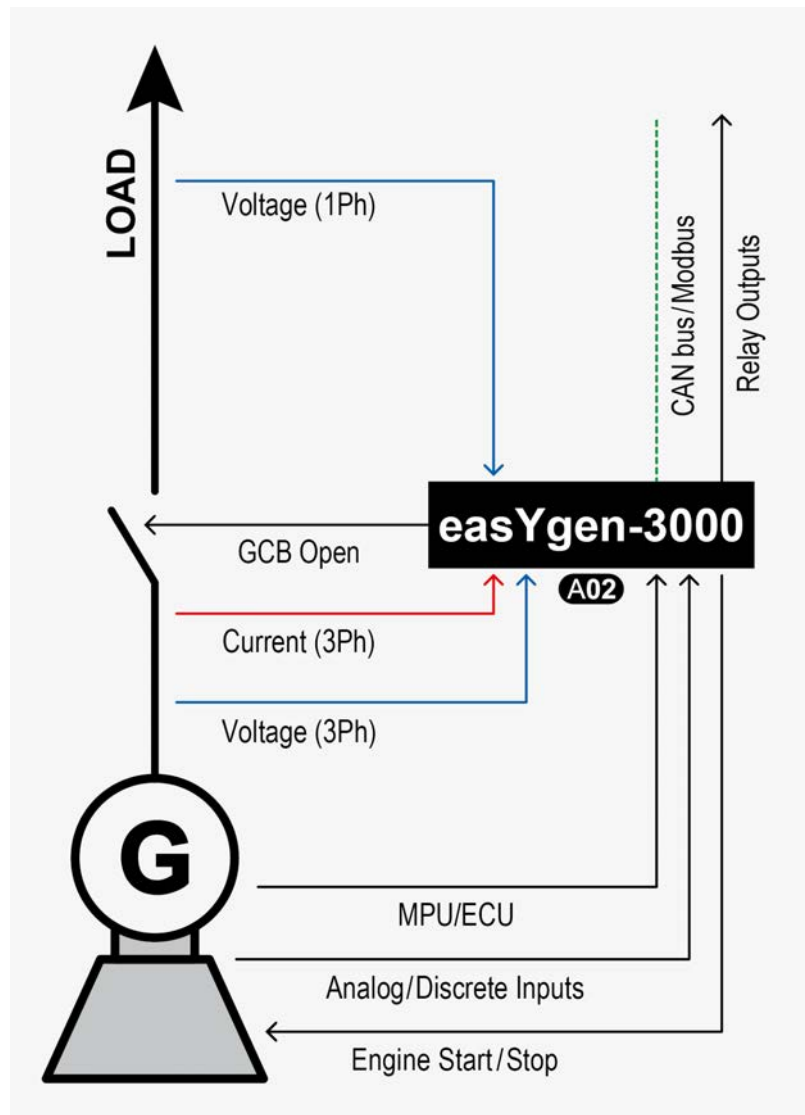 LOAD
Voltage (1Ph)
CAN bus/Modbus
Relay Outputs
easYgen-3000
GCB Open
A02
Current (3Ph)
Voltage (3Ph)
G
MPU/ECU
Analog/Discrete Inputs
Engine Start/Stop